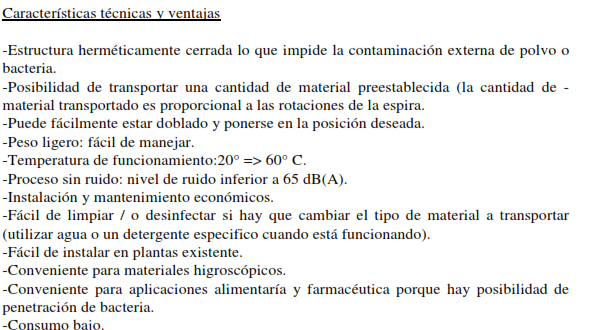 Características técnicas y ventajas
-Estructura herméticamente cerrada lo que impide la contaminación externa de polvo o
bacteria.
-Posibilidad de transportar una cantidad de material preestablecida (la cantidad de -
material transportado es proporcional a las rotaciones de la espira.
-Puede fácilmente estar doblado y ponerse en la posición deseada.
-Peso ligero: fácil de manejar.
-Temperatura de funcionamiento:20° => 60° C.
-Proceso sin ruido: nivel de ruido inferior a 65 dB(A).
-Instalación y mantenimiento económicos.
-Fácil de limpiar / o desinfectar si hay que cambiar el tipo de material a transportar
(utilizar agua o un detergente especifico cuando está funcionando).
-Fácil de instalar en plantas existente.
-Conveniente para materiales higroscópicos.
-Conveniente para aplicaciones alimentaría y farmacéutica porque hay posibilidad de
penetración de bacteria.
-Consumo bajo.